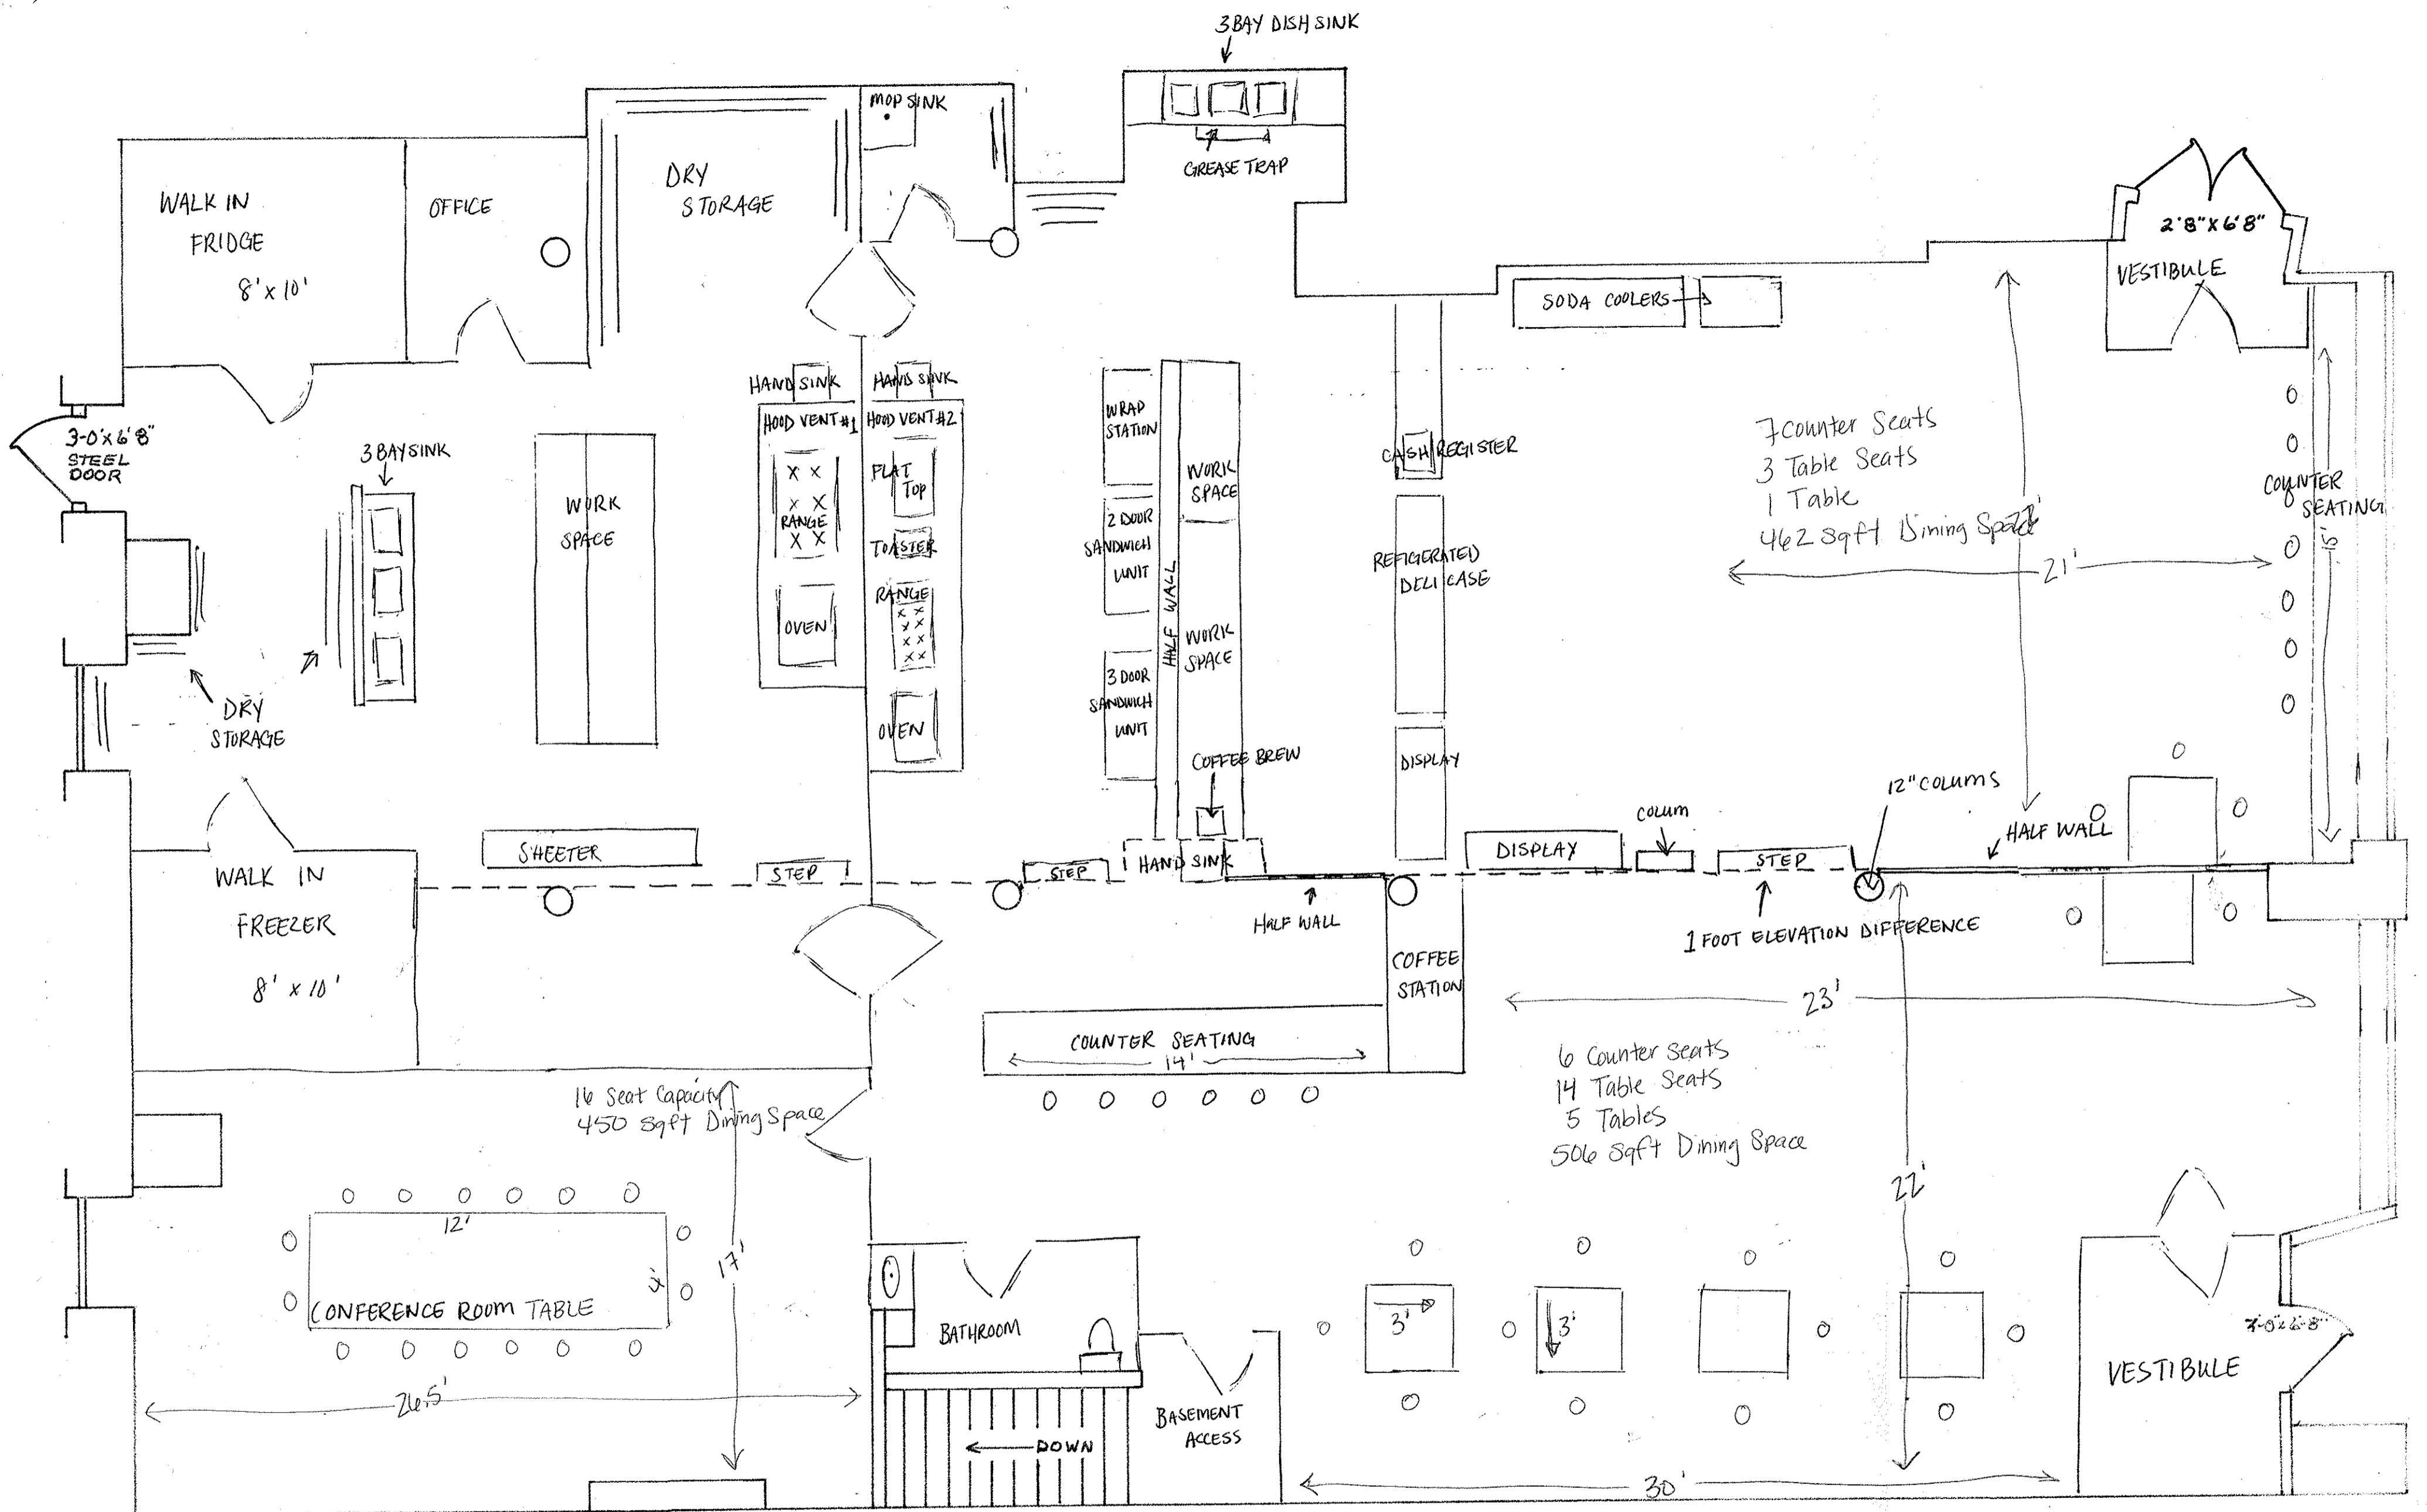 3 BAY DISH SINK
GREASE TRAP
MOP SINK
DRY
STORAGE
WALK IN
FRIDGE
8' x 10'
OFFICE
2'8" X 6'8"
VESTIBULE
SODA COOLERS
3-0' X 6'8"
STEEL
DOOR
3 BAY SINK
WORK
SPACE
HAND SINK
HAND SINK
HOOD VENT #1
HOOD VENT #2
RANGE
OVEN
FLAT
TOP
TOASTER
RANGE
OVEN
WRAP
STATION
2 DOOR
SANDWICH
UNIT
3 DOOR
SANDWICH
UNIT
HALF WALL
WORK
SPACE
WORK
SPACE
COFFEE BREW
CASH REGISTER
REFIGERATED
DELI CASE
DISPLAY
7 Counter Seats
3 Table Seats
1 Table
462 Sqft Dining Space
21'
COUNTER
SEATING
15'
DRY
STORAGE
SHEETER
STEP
STEP
HAND SINK
HALF WALL
DISPLAY
COLUM
STEP
12" COLUMS
HALF WALL
1 FOOT ELEVATION DIFFERENCE
WALK IN
FREEZER
8' x 10'
COFFEE
STATION
COUNTER SEATING
14'
23'
6 Counter Seats
14 Table Seats
5 Tables
506 Sqft Dining Space
22'
16 Seat Capacity
450 Sqft Dining Space
17'
12'
4'
CONFERENCE ROOM TABLE
26.5'
BATHROOM
DOWN
BASEMENT
ACCESS
3'
3'
30'
VESTIBULE